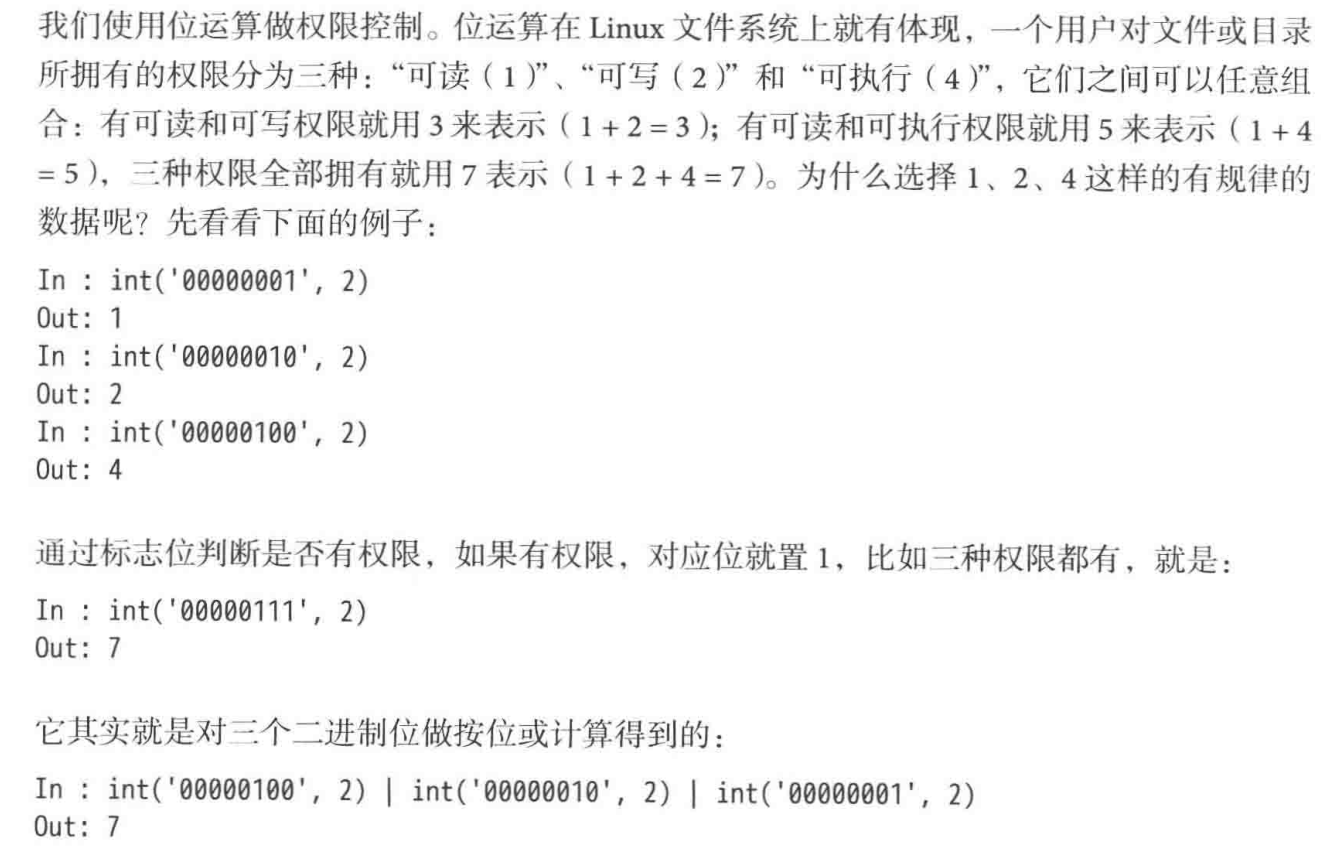 我们使用位运算做权限控制。位运算在 Linux 文件系统上就有体现，一个用户对文件或目录
所拥有的权限分为三种：“可读（1）”、“可写（2）” 和 “可执行（4）”，它们之间可以任意组
合：有可读和可写权限就用 3 来表示（1 + 2 = 3）；有可读和可执行权限就用 5 来表示（1 + 4
= 5），三种权限全部拥有就用 7 表示（1 + 2 + 4 = 7）。为什么选择 1、2、4 这样的有规律的
数据呢？先看看下面的例子：
In : int('00000001', 2)
Out: 1
In : int('00000010', 2)
Out: 2
In : int('00000100', 2)
Out: 4
通过标志位判断是否有权限，如果有权限，对应位就置 1，比如三种权限都有，就是：
In : int('00000111', 2)
Out: 7
它其实就是对三个二进制位做按位或计算得到的：
In : int('00000100', 2) | int('00000010', 2) | int('00000001', 2)
Out: 7